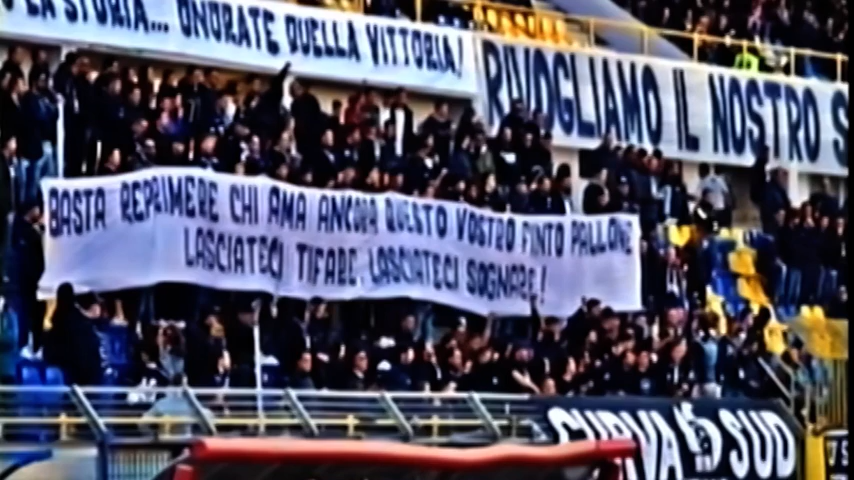 LA STORIA... ONORATE QUELLA VITTORIA!
RIVOGLIAMO IL NOSTRO S
BASTA REPRIMERE CHI AMA ANCORA QUESTO VOSTRO FINTO PALLONE
LASCIATECI TIFARE, LASCIATECI SOGNARE!
CURVA SUD